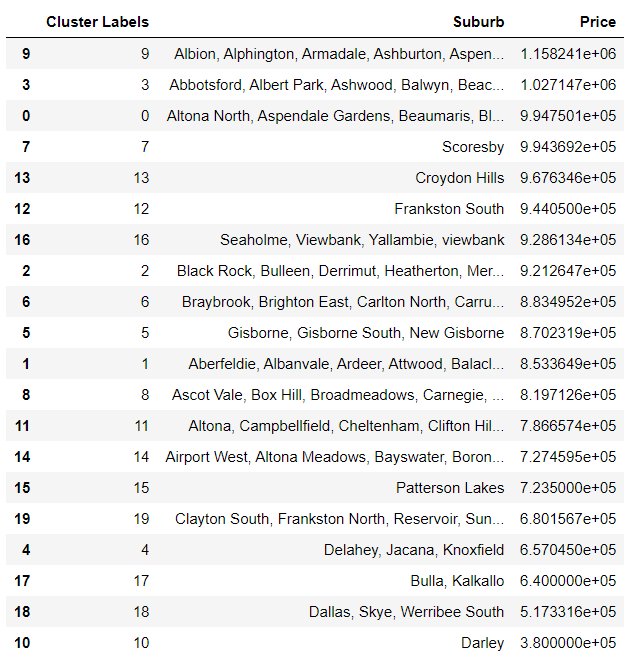 Cluster Labels Suburb Price
9 9 Albion, Alphington, Armadale, Ashburton, Aspen... 1.158241e+06
3 3 Abbotsford, Albert Park, Ashwood, Balwyn, Beac... 1.027147e+06
0 0 Altona North, Aspendale Gardens, Beaumaris, Bl... 9.947501e+05
7 7 Scoresby 9.943692e+05
13 13 Croydon Hills 9.676346e+05
12 12 Frankston South 9.440500e+05
16 16 Seaholme, Viewbank, Yallambie, viewbank 9.286134e+05
2 2 Black Rock, Bulleen, Derrimut, Heatherton, Mer... 9.212647e+05
6 6 Braybrook, Brighton East, Carlton North, Carru... 8.834952e+05
5 5 Gisborne, Gisborne South, New Gisborne 8.702319e+05
1 1 Aberfeldie, Albanvale, Ardeer, Attwood, Balacl... 8.533649e+05
8 8 Ascot Vale, Box Hill, Broadmeadows, Carnegie, ... 8.197126e+05
11 11 Altona, Campbellfield, Cheltenham, Clifton Hil... 7.866574e+05
14 14 Airport West, Altona Meadows, Bayswater, Boron... 7.274595e+05
15 15 Patterson Lakes 7.235000e+05
19 19 Clayton South, Frankston North, Reservoir, Sun... 6.801567e+05
4 4 Delahey, Jacana, Knoxfield 6.570450e+05
17 17 Bulla, Kalkallo 6.400000e+05
18 18 Dallas, Skye, Werribee South 5.173316e+05
10 10 Darley 3.800000e+05